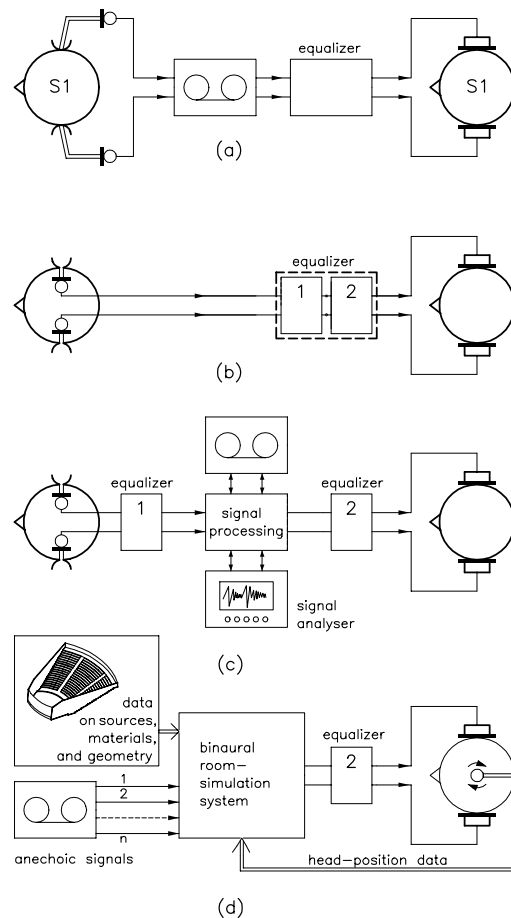 S1
equalizer
S1
(a)
equalizer
1
2
(b)
equalizer
1
signal
processing
equalizer
2
signal
analyser
(c)
data
on sources,
materials,
and geometry
binaural
room–
simulation
system
equalizer
2
1
2
n
anechoic signals
head–position data
(d)